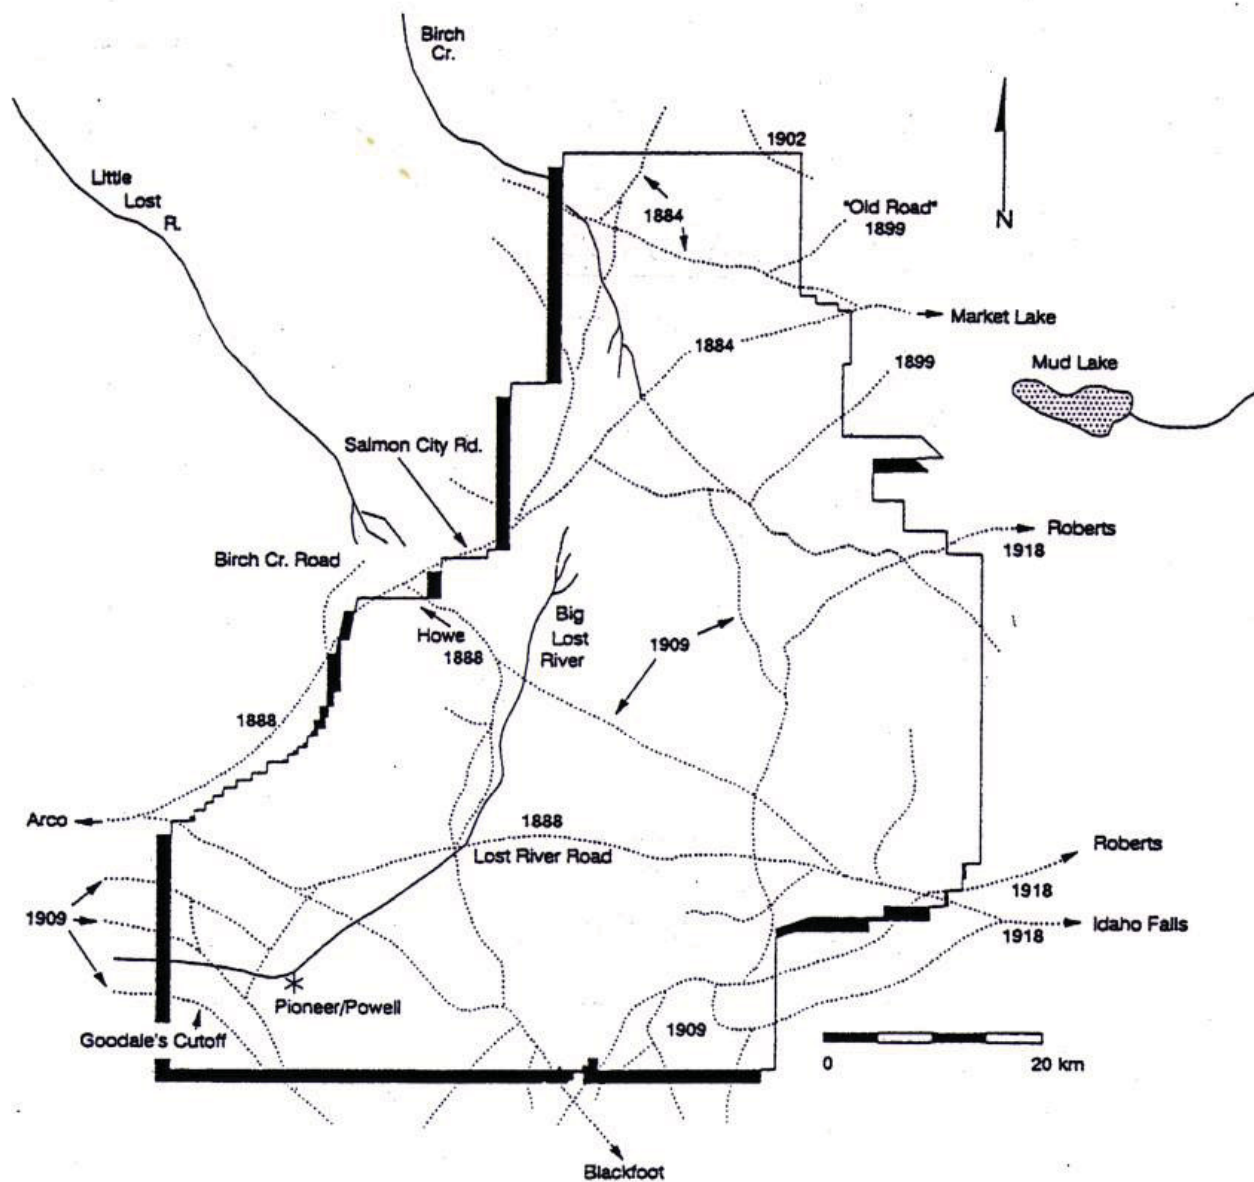 Birch
Cr.
1902
Little
Lost
R.
1884
"Old Road"
1899
N
Market Lake
1884
1899
Mud Lake
Salmon City Rd.
Roberts
1918
Birch Cr. Road
Howe
1888
Big
Lost
River
1909
1888
Arco
1888
Lost River Road
Roberts
1918
1909
Idaho Falls
1918
Pioneer/Powell
Goodale's Cutoff
1909
0
20 km
Blackfoot